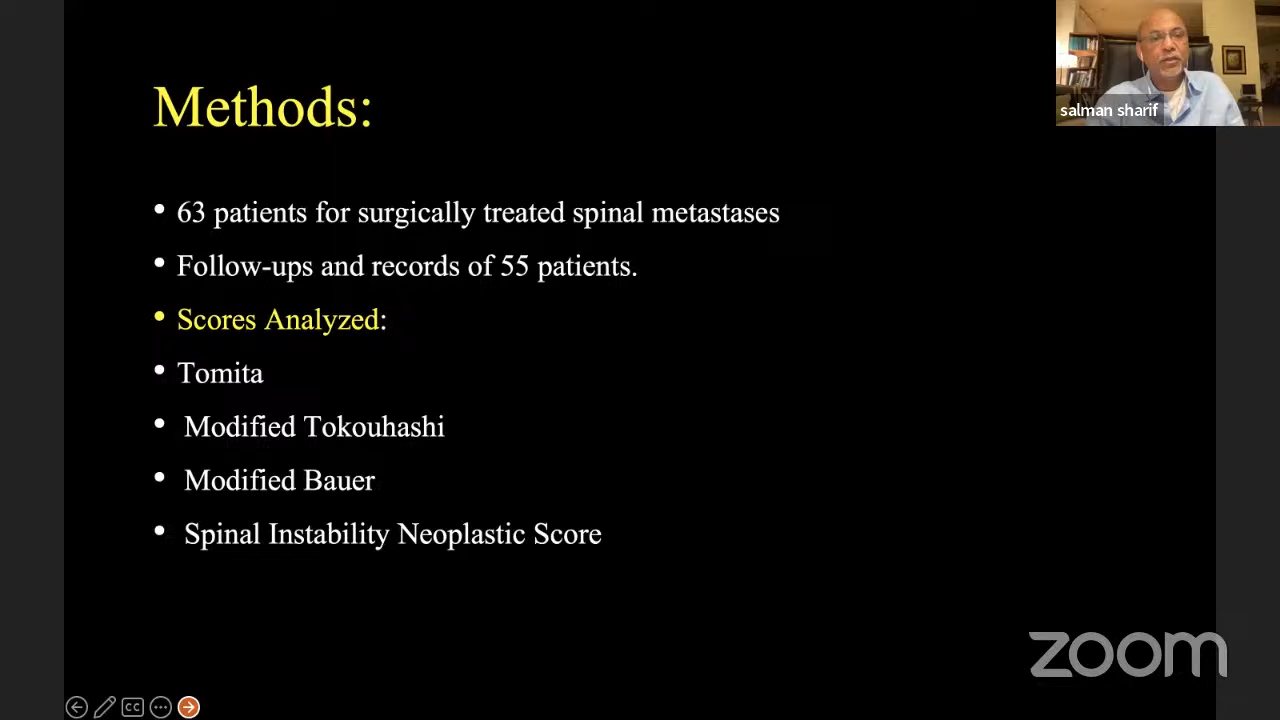 Methods:
salman sharif
• 63 patients for surgically treated spinal metastases
• Follow-ups and records of 55 patients.
• Scores Analyzed:
• Tomita
• Modified Tokouhashi
• Modified Bauer
• Spinal Instability Neoplastic Score
zoom
CC